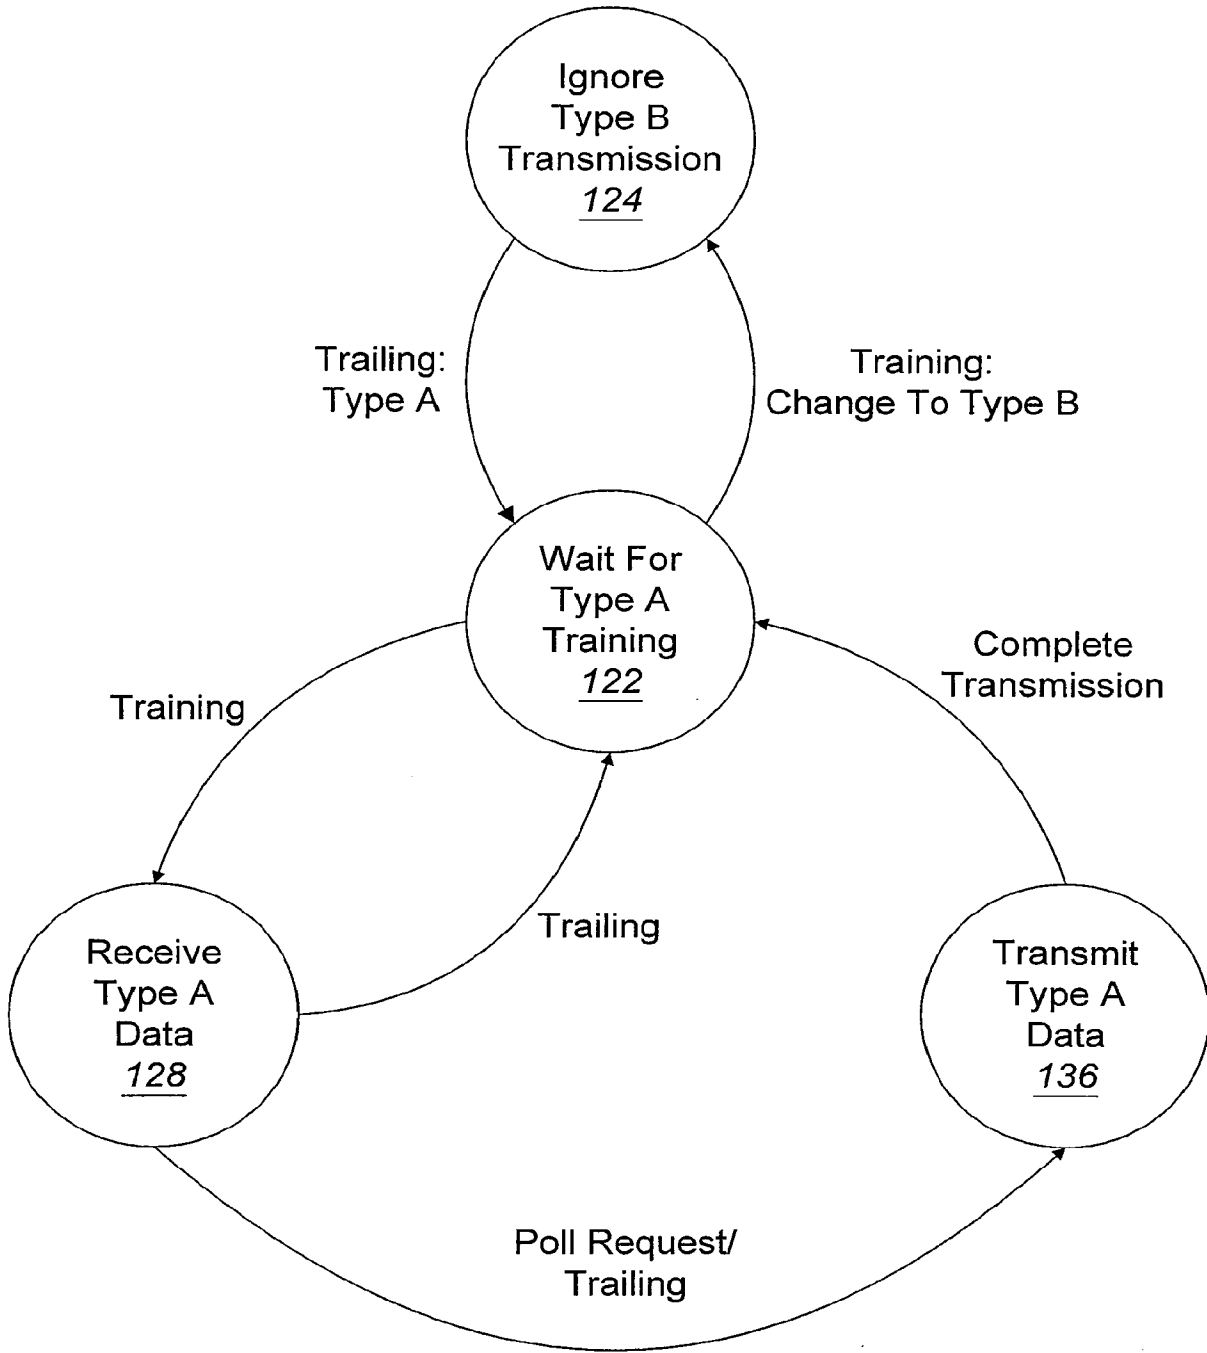 Ignore
Type B
Transmission
124
Trailing:
Type A
Training:
Change To Type B
Wait For
Type A
Training
122
Complete
Transmission
Training
Trailing
Receive
Type A
Data
128
Transmit
Type A
Data
136
Poll Request/
Trailing